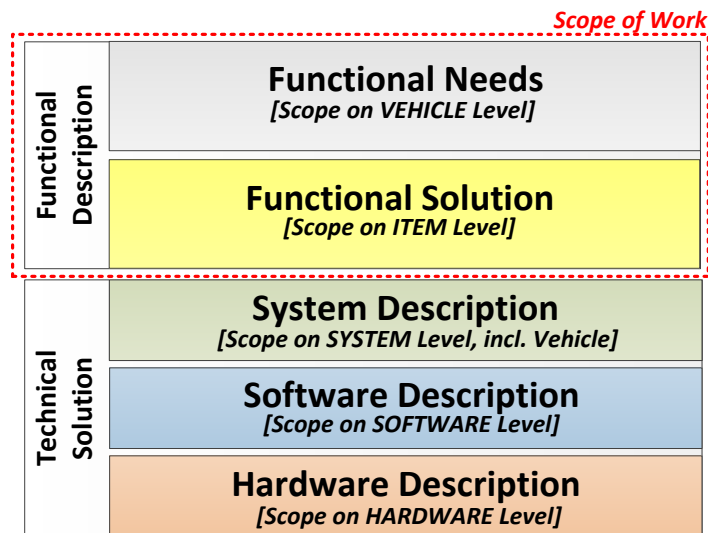 Scope of Work
Functional
Description
Functional Needs
[Scope on VEHICLE Level]
Functional Solution
[Scope on ITEM Level]
Technical
Solution
System Description
[Scope on SYSTEM Level, incl. Vehicle]
Software Description
[Scope on SOFTWARE Level]
Hardware Description
[Scope on HARDWARE Level]